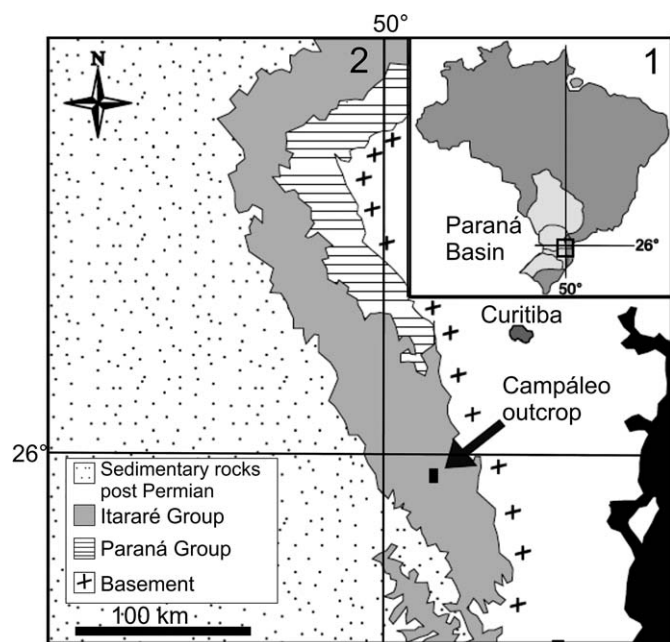 50°
N
2
1
Paraná
Basin
26°
50°
Curitiba
Campáleo
outcrop
26°
Sedimentary rocks
post Permian
Itararé Group
Paraná Group
Basement
100 km